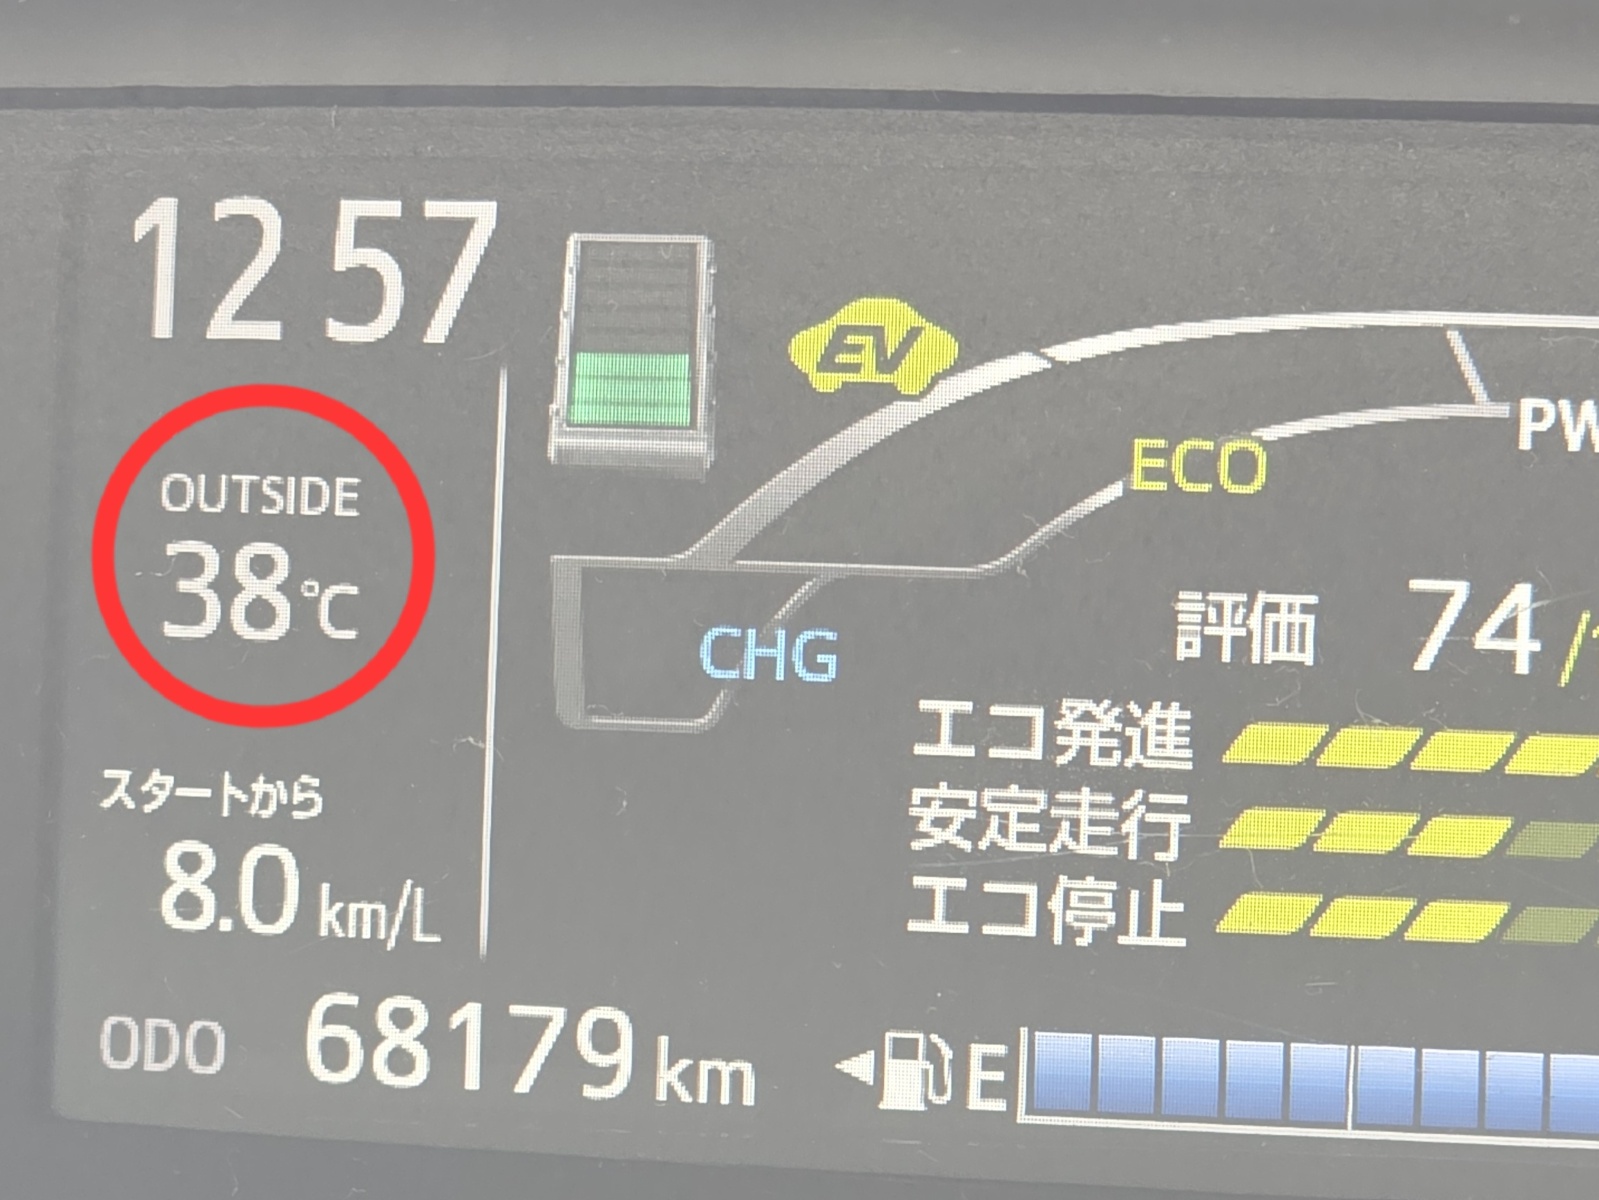 12 57
EV
ECO
PW
OUTSIDE
38℃
CHG
評価 74/1
エコ発進
安定走行
エコ停止
スタートから
8.0 km/L
ODO 68179 km
E